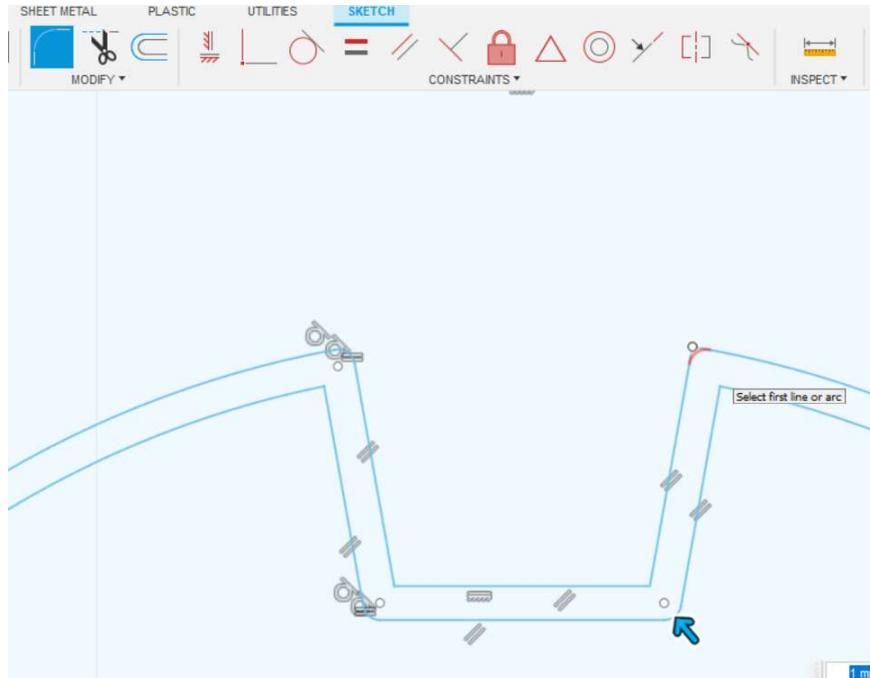 SHEET METAL PLASTIC UTILITIES SKETCH
MODIFY CONSTRAINTS INSPECT
Select first line or arc